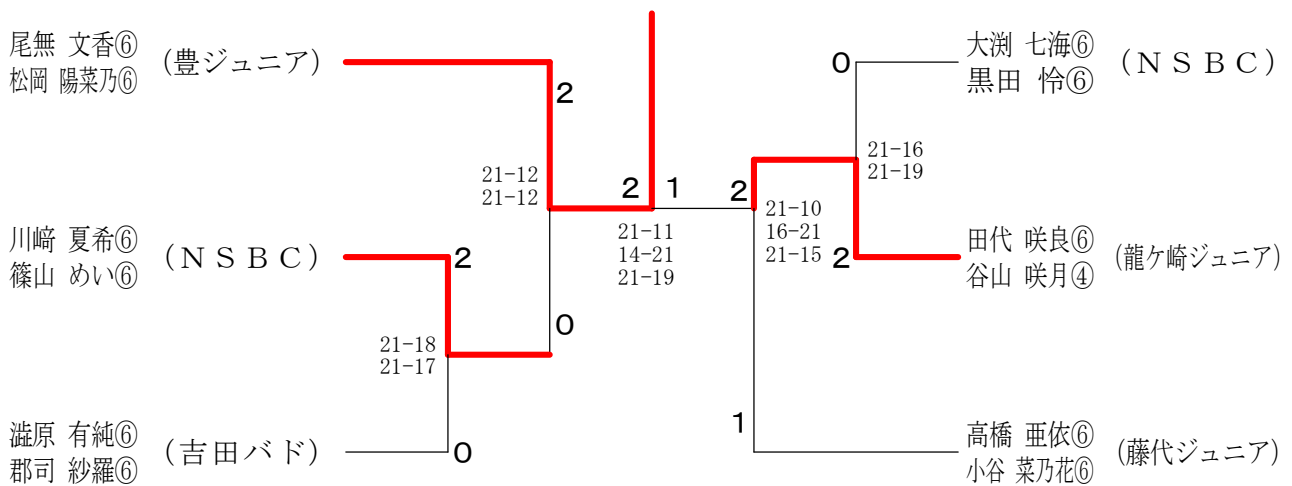 尾無 文香⑥
松岡 陽菜乃⑥
(豊ジュニア)
2
21-12
21-12
川﨑 夏希⑥
篠山 めい⑥
(ＮＳＢＣ)
2
0
21-18
21-17
澁原 有純⑥
郡司 紗羅⑥
(吉田バド)
0
2
1
21-11
14-21
21-19
大渕 七海⑥
黒田 怜⑥
(ＮＳＢＣ)
0
21-16
21-19
2
21-10
16-21
21-15
2
田代 咲良⑥
谷山 咲月④
(龍ケ崎ジュニア)
1
高橋 亜依⑥
小谷 菜乃花⑥
(藤代ジュニア)